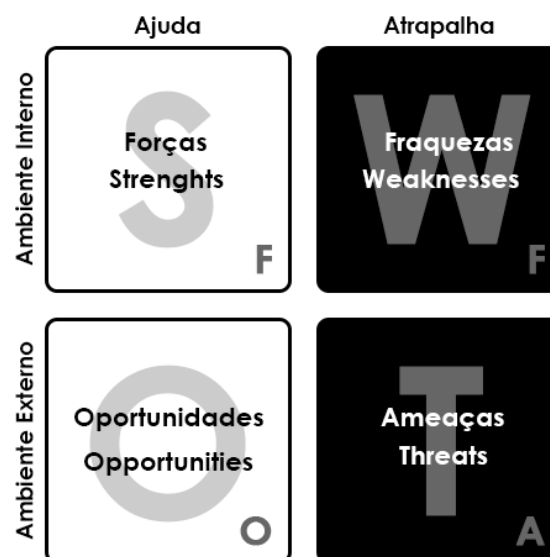 Ajuda
Atrapalha
Ambiente Interno
S
Forças
Strenghts
F
W
Fraquezas
Weaknesses
F
Ambiente Externo
O
Oportunidades
Opportunities
O
T
Ameaças
Threats
A